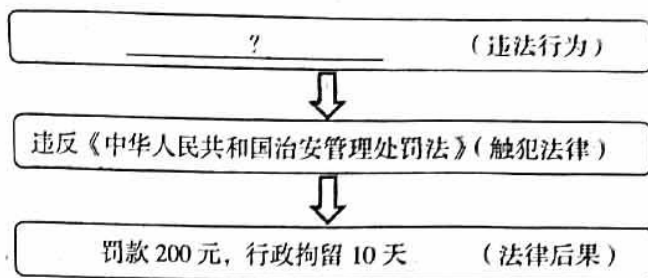 ? （违法行为）
违反《中华人民共和国治安管理处罚法》（触犯法律）
罚款200元，行政拘留10天 （法律后果）